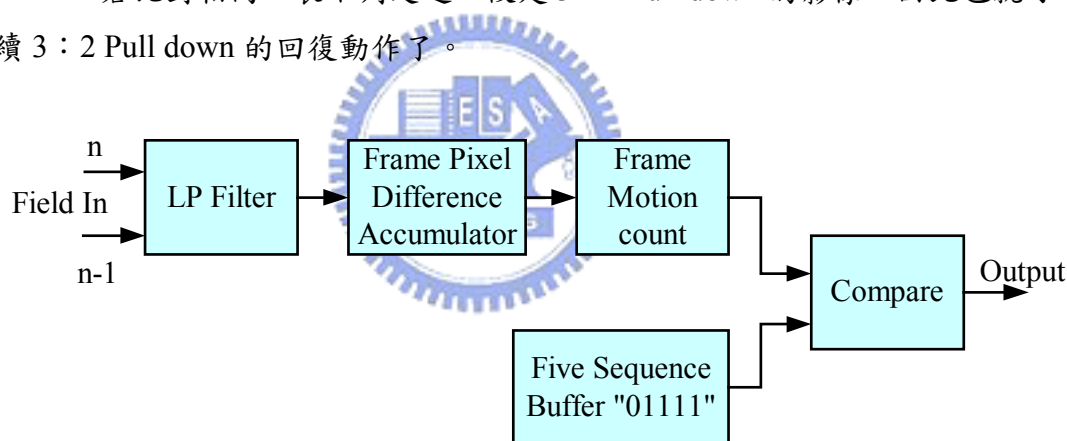 續 3：2 Pull down 的回復動作了。
n
Field In
n-1
LP Filter
Frame Pixel
Difference
Accumulator
Frame
Motion
count
Compare
Output
Five Sequence
Buffer "01111"
ES